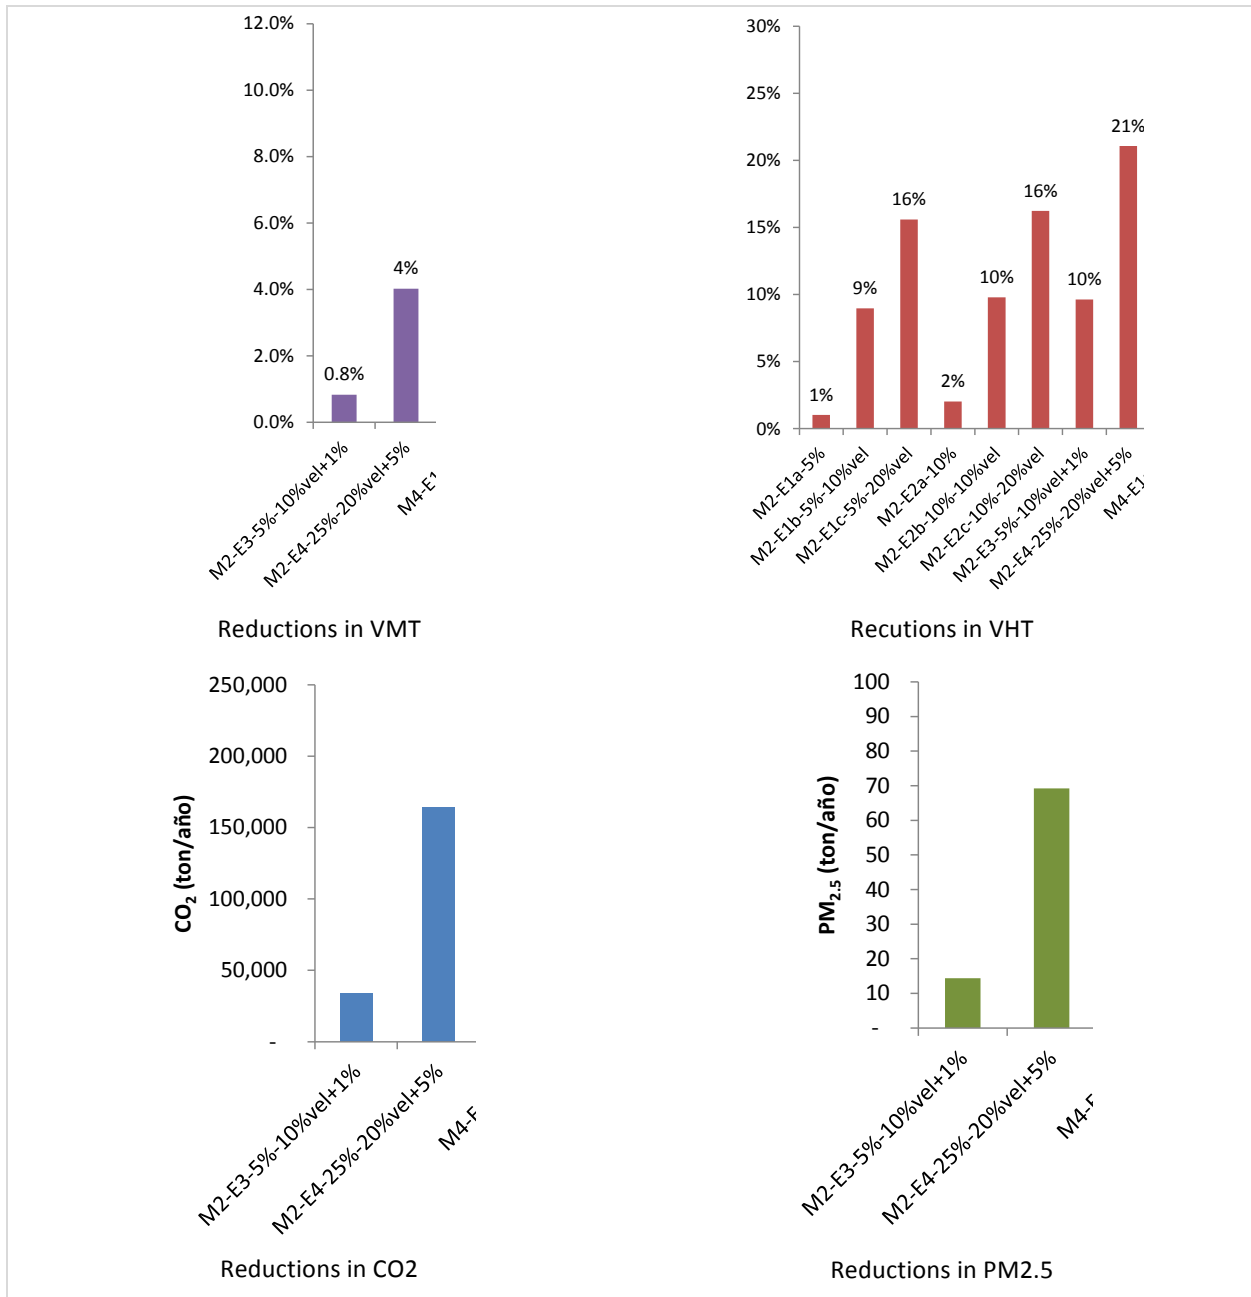 12.0%
10.0%
8.0%
6.0%
4.0%
2.0%
0.0%
0.8%
4%
M2-E3-5%-10%vel+1%
M2-E4-25%-20%vel+5%
M4-E1
Reductions in VMT
30%
25%
20%
15%
10%
5%
0%
1%
9%
16%
2%
10%
16%
10%
21%
M2-E1a-5%
M2-E1b-5%-10%vel
M2-E1c-5%-20%vel
M2-E2a-10%
M2-E2b-10%-10%vel
M2-E2c-10%-20%vel
M2-E3-5%-10%vel+1%
M2-E4-25%-20%vel+5%
M4-E1
Recutions in VHT
CO2 (ton/año)
250,000
200,000
150,000
100,000
50,000
-
M2-E3-5%-10%vel+1%
M2-E4-25%-20%vel+5%
Reductions in CO2
PM2.5 (ton/año)
100
90
80
70
60
50
40
30
20
10
-
M2-E3-5%-10%vel+1%
M2-E4-25%-20%vel+5%
Reductions in PM2.5